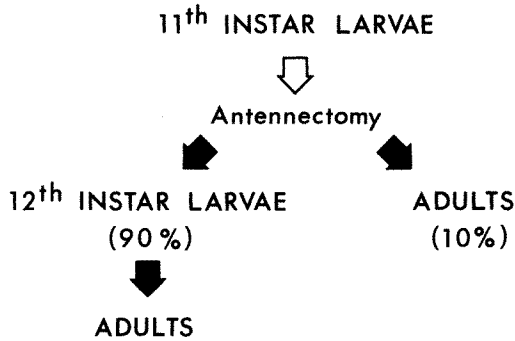 11th INSTAR LARVAE
Antennectomy
12th INSTAR LARVAE
ADULTS
(90%)
(10%)
ADULTS